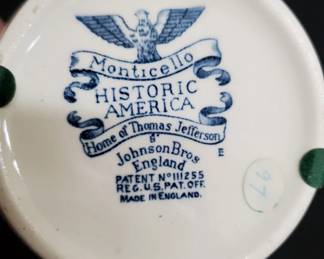 Monticello
HISTORIC
AMERICA
Home of Thomas Jefferson
By
Johnson Bros
England
PATENT Nº 111255
REG. U.S. PAT. OFF.
MADE IN ENGLAND.
E
97